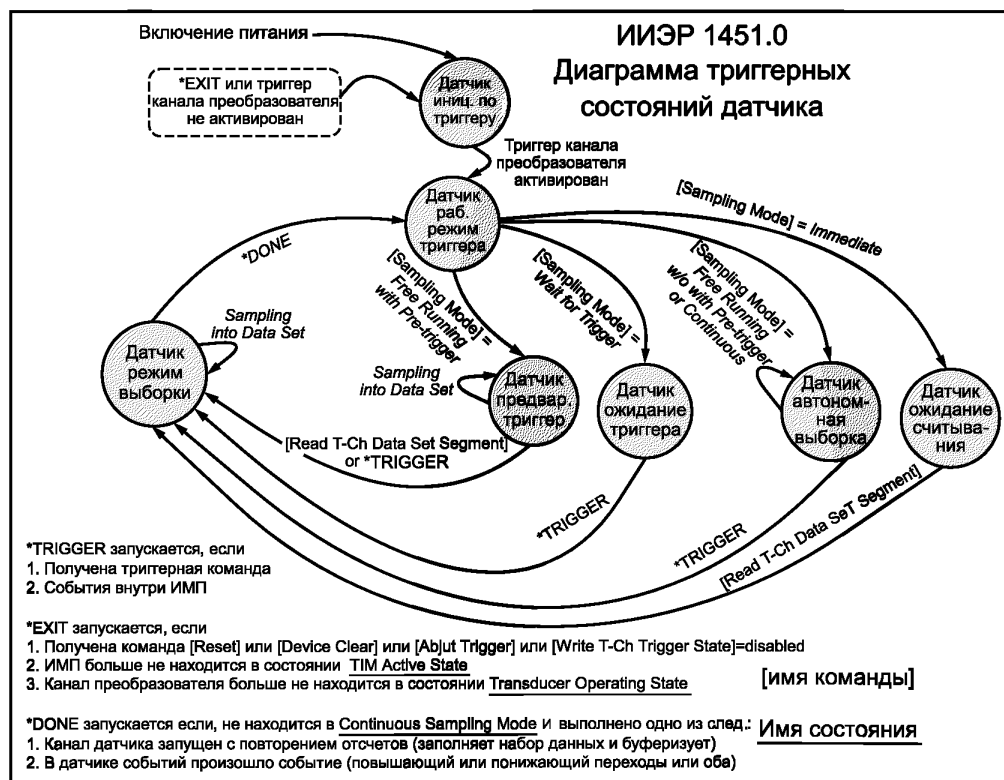 Включение питания
ИИЭР 1451.0
Диаграмма триггерных
состояний датчика
*EXIT или триггер
канала преобразователя
не активирован
Датчик
иниц. по
триггеру
Триггер канала
преобразователя
активирован
Датчик
раб.
режим
триггера
*DONE
[Sampling Mode] =
Free Running
with Pre-trigger
[Sampling Mode] =
Wait for Trigger
[Sampling Mode] =
Free Running
w/o with Pre-trigger
or Continuous
[Sampling Mode] = Immediate
Sampling
into Data Set
Датчик
режим
выборки
Sampling
into Data Set
Датчик
предвар.
триггер
Датчик
ожидание
триггера
Датчик
автоном-
ная
выборка
Датчик
ожидание
считыва-
ния
[Read T-Ch Data Set Segment]
or *TRIGGER
*TRIGGER
*TRIGGER
[Read T-Ch Data SeT Segment]
*TRIGGER запускается, если
1. Получена триггерная команда
2. События внутри ИМП
*EXIT запускается, если
1. Получена команда [Reset] или [Device Clear] или [Abjut Trigger] или [Write T-Ch Trigger State]=disabled
2. ИМП больше не находится в состоянии TIM Active State
3. Канал преобразователя больше не находится в состоянии Transducer Operating State
[имя команды]
*DONE запускается если, не находится в Continuous Sampling Mode и выполнено одно из след.:
Имя состояния
1. Канал датчика запущен с повторением отсчетов (заполняет набор данных и буферизует)
2. В датчике событий произошло событие (повышающий или понижающий переходы или оба)